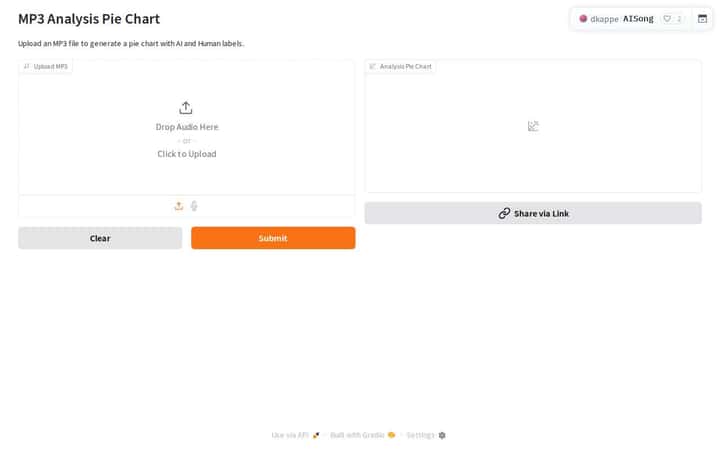 MP3 Analysis Pie Chart
dkappe AISong 2
Upload an MP3 file to generate a pie chart with AI and Human labels.
Upload MP3
Analysis Pie Chart
Drop Audio Here
- or -
Click to Upload
Share via Link
Clear
Submit
Use via API · Built with Gradio · Settings